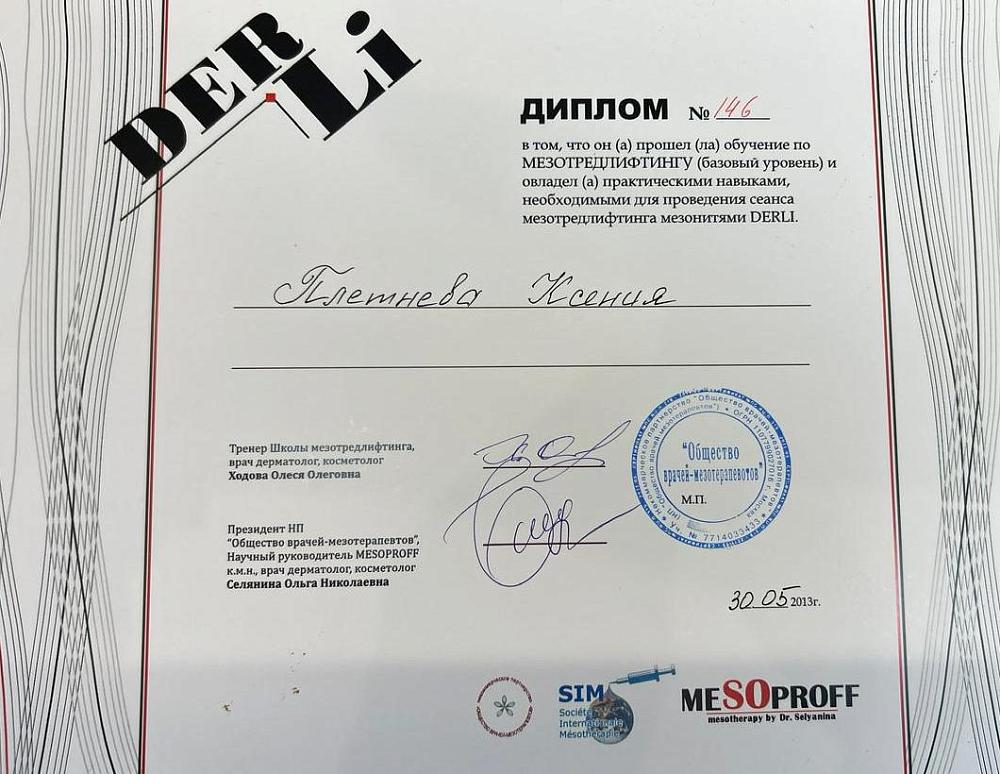 DERLi
ДИПЛОМ № 146
в том, что он (а) прошел (ла) обучение по
МЕЗОТРЕДЛИФТИНГУ (базовый уровень) и
овладел (а) практическими навыками,
необходимыми для проведения сеанса
мезотредлифтинга мезонитями DERLI.
Плетнева Ксения
Тренер Школы мезотредлифтинга,
врач дерматолог, косметолог
Ходова Олеся Олеговна
Президент НП
"Общество врачей-мезотерапевтов",
Научный руководитель MESOPROFF
к.м.н., врач дерматолог, косметолог
Селянина Ольга Николаевна
"Общество
врачей-мезотерапевтов"
М.П.
30 05 2013г.
SIM
Société
Internationale
Mésothérapie
MESOPROFF
mesotherapy by Dr. Selyanina